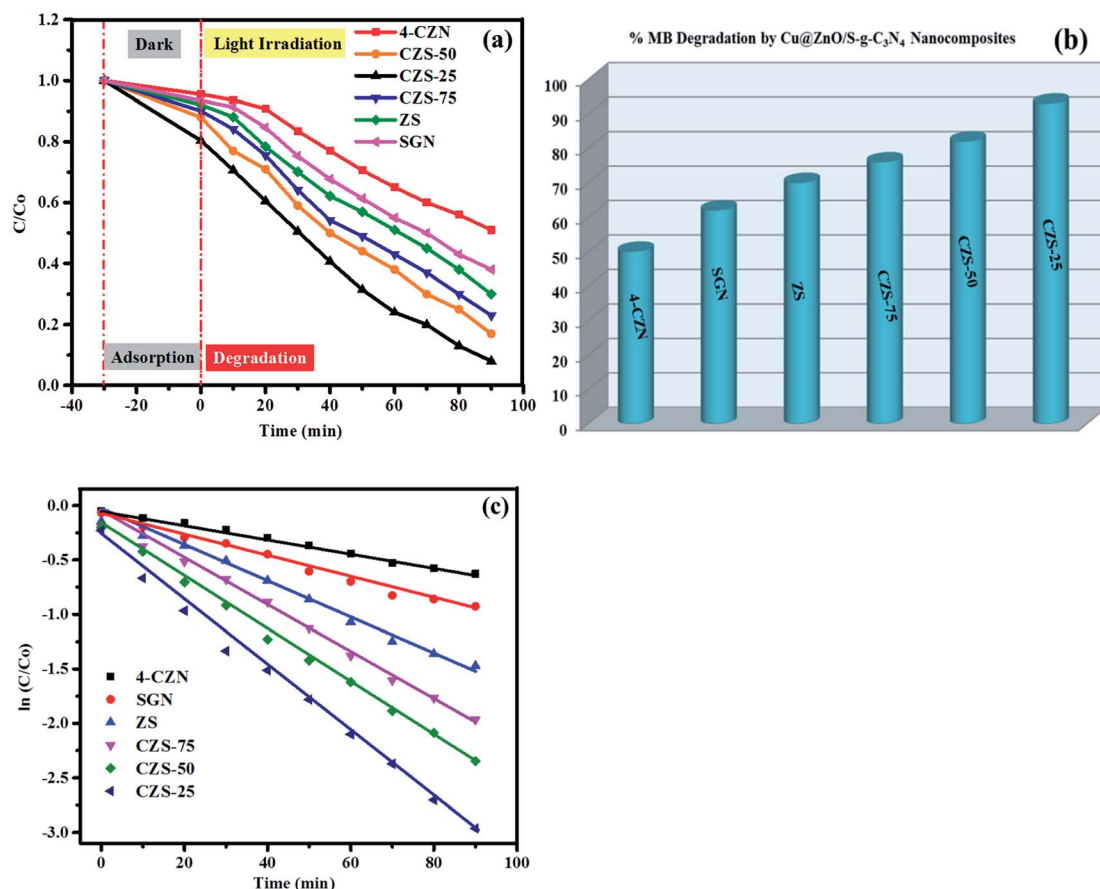 (a)
Dark
Light Irradiation
4-CZN
CZS-50
CZS-25
CZS-75
ZS
SGN
1.2
1.0
0.8
0.6
0.4
0.2
0.0
C/Co
Adsorption
Degradation
-40 -20 0 20 40 60 80 100
Time (min)
% MB Degradation by Cu@ZnO/S-g-C₃N₄ Nanocomposites
(b)
100
90
80
70
60
50
40
30
20
10
0
4-CZN
SGN
ZS
CZS-75
CZS-50
CZS-25
(c)
0.0
-0.5
-1.0
-1.5
-2.0
-2.5
-3.0
ln (C/Co)
4-CZN
SGN
ZS
CZS-75
CZS-50
CZS-25
0 20 40 60 80 100
Time (min)